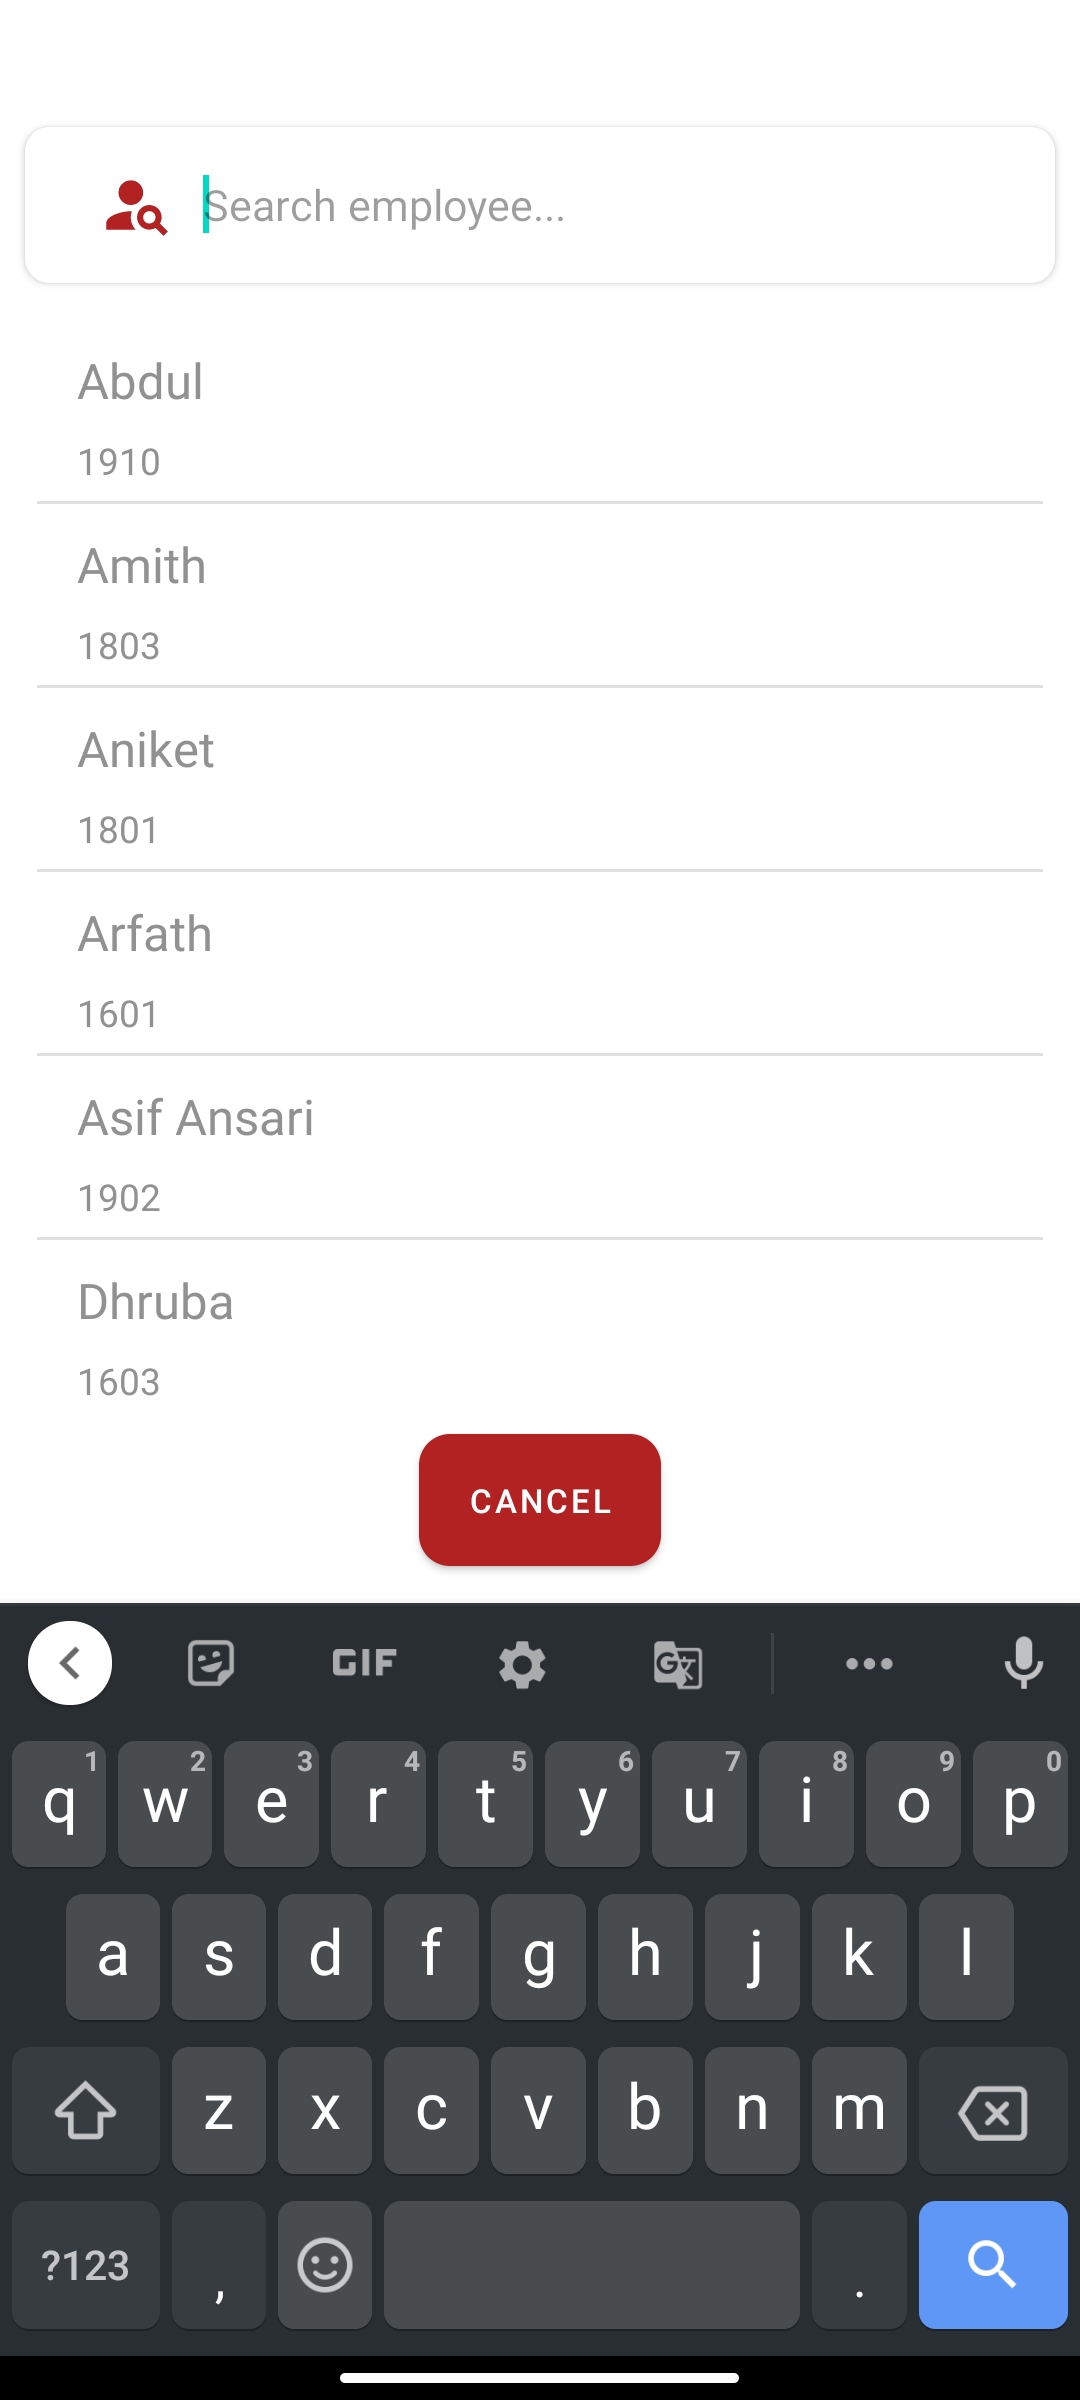 Search employee...
Abdul
1910
Amith
1803
Aniket
1801
Arfath
1601
Asif Ansari
1902
Dhruba
1603
CANCEL
GIF
1 2 3 4 5 6 7 8 9 0
q w e r t y u i o p
a s d f g h j k l
z x c v b n m
?123 , .